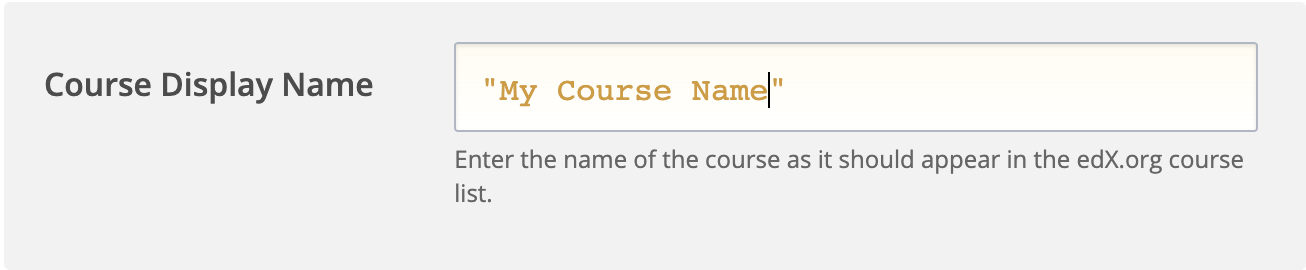 Course Display Name
"My Course Name"
Enter the name of the course as it should appear in the edX.org course
list.